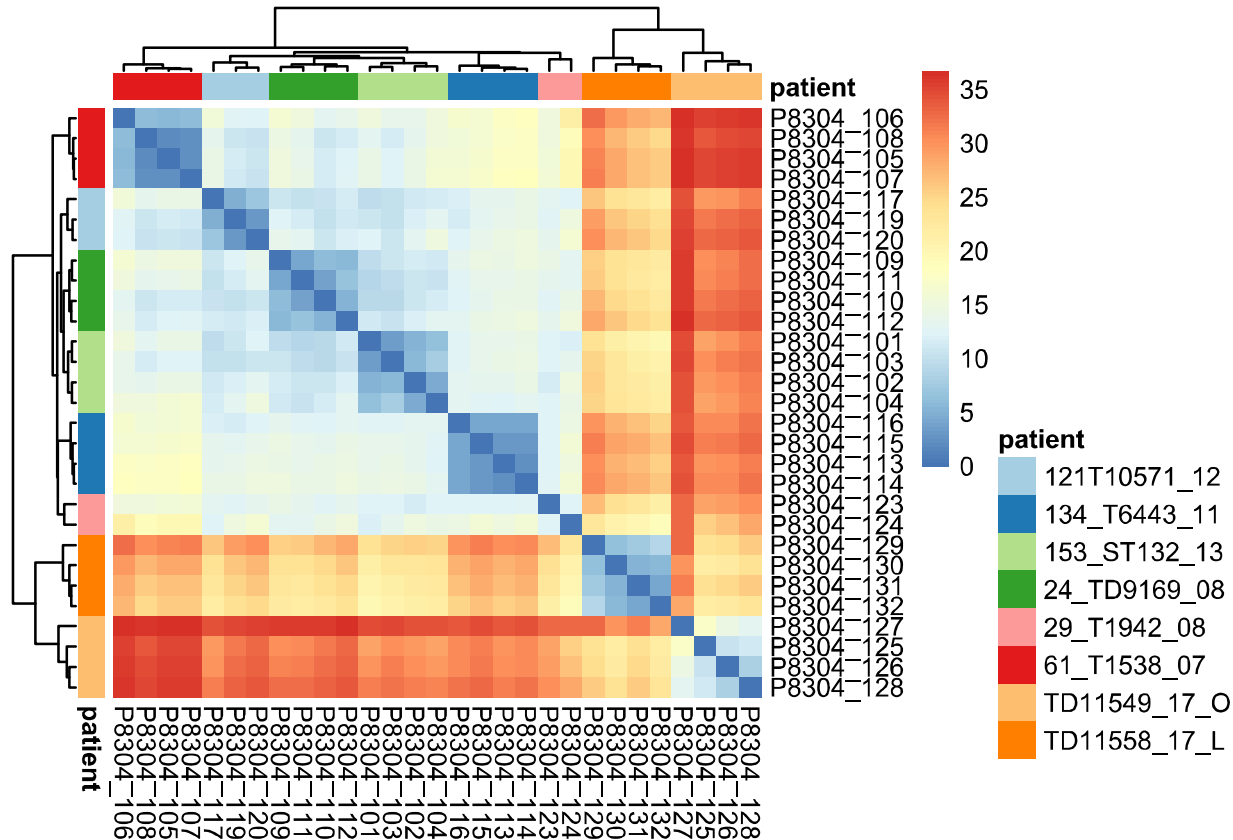 patient
P8304_106
P8304_108
P8304_105
P8304_107
P8304_117
P8304_119
P8304_120
P8304_109
P8304_111
P8304_110
P8304_112
P8304_101
P8304_103
P8304_102
P8304_104
P8304_116
P8304_115
P8304_113
P8304_114
P8304_123
P8304_124
P8304_129
P8304_130
P8304_131
P8304_132
P8304_127
P8304_125
P8304_126
P8304_128
35
30
25
20
15
10
5
0
patient
121T10571_12
134_T6443_11
153_ST132_13
24_TD9169_08
29_T1942_08
61_T1538_07
TD11549_17_O
TD11558_17_L
patient
P8304_106
P8304_108
P8304_105
P8304_107
P8304_117
P8304_119
P8304_120
P8304_109
P8304_111
P8304_110
P8304_112
P8304_101
P8304_103
P8304_102
P8304_104
P8304_116
P8304_115
P8304_113
P8304_114
P8304_123
P8304_124
P8304_129
P8304_130
P8304_131
P8304_132
P8304_127
P8304_125
P8304_126
P8304_128